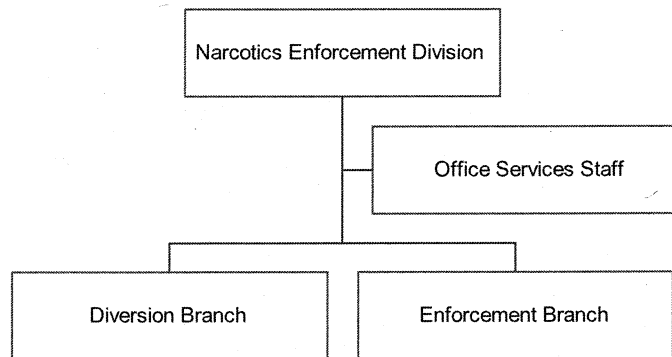 Narcotics Enforcement Division
Office Services Staff
Diversion Branch
Enforcement Branch